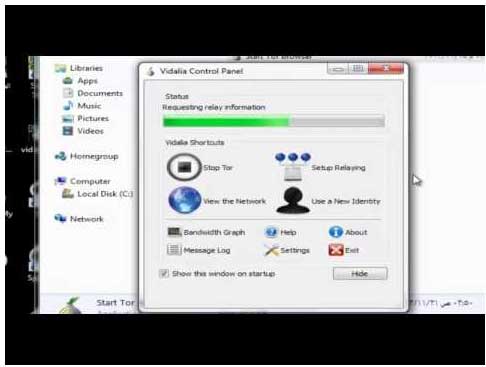 Start Tor Browser
Libraries
Apps
Documents
Music
Pictures
Videos
Homegroup
Computer
Local Disk (C:)
Network
Vidalia Control Panel
Status
Requesting relay information
Vidalia Shortcuts
Stop Tor
Setup Relaying
View the Network
Use a New Identity
Bandwidth Graph
Help
About
Message Log
Settings
Exit
Show this window on startup
Hide
Start Tor